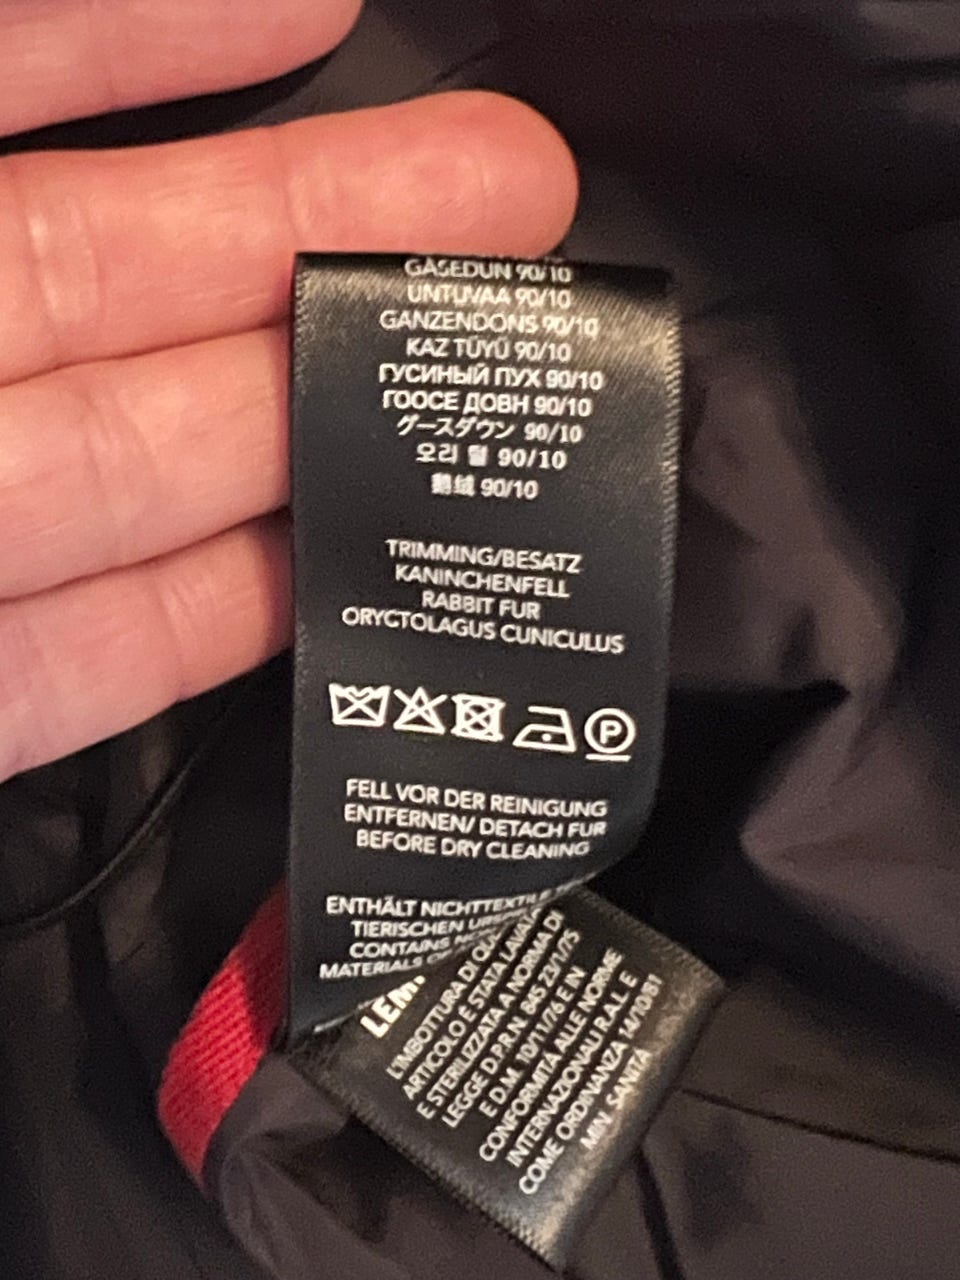 GÅSEDUN 90/10
UNTUVAA 90/10
GANZENDONS 90/10
KAZ TÜYÜ 90/10
ГУСИНЫЙ ПУХ 90/10
ГООСЕ ДОВН 90/10
グースダウン 90/10
오리 털 90/10
鹅绒 90/10
TRIMMING/BESATZ
KANINCHENFELL
RABBIT FUR
ORYCTOLAGUS CUNICULUS
P
FELL VOR DER REINIGUNG
ENTFERNEN/ DETACH FUR
BEFORE DRY CLEANING
ENTHÄLT NICHTTEXTILE
TIERISCHEN
CONTAINS
MATERIALS
L'IMBOTTURA DI
ARTICOLO È STATA
E STERILIZZATA A NORMA DI
LEGGE D.P.R.N. 845 23/1/75
E D.M. 10/11/76 E IN
CONFORMITÀ ALLE NORME
INTERNAZIONALI R.A.L. E
COME ORDINANZA 14/10/81
MIN. SANITÀ